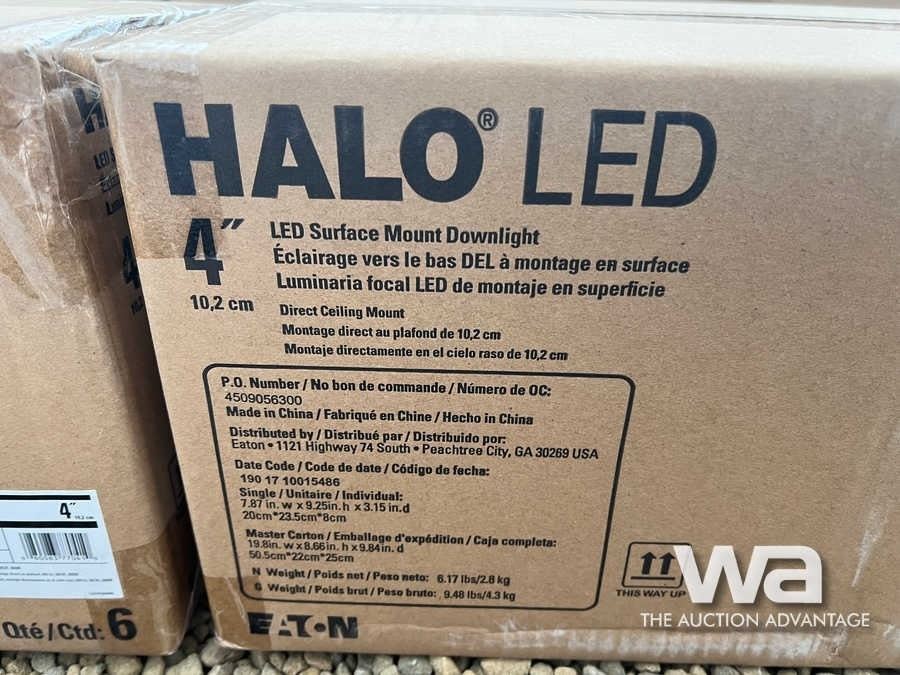 HALO® LED
4"
10,2 cm
LED Surface Mount Downlight
Éclairage vers le bas DEL à montage en surface
Luminaria focal LED de montaje en superficie
Direct Ceiling Mount
Montage direct au plafond de 10,2 cm
Montaje directamente en el cielo raso de 10,2 cm
P.O. Number / No bon de commande / Número de OC:
4509056300
Made in China / Fabriqué en Chine / Hecho in China
Distributed by / Distribué par / Distribuido por:
Eaton • 1121 Highway 74 South • Peachtree City, GA 30269 USA
Date Code / Code de date / Código de fecha:
190 17 10015486
Single / Unitaire / Individual:
7.87 in. w x 9.25in. h x 3.15 in.d
20cm*23.5cm*8cm
Master Carton / Emballage d'expédition / Caja completa:
19.8in. w x 8.66in. h x 9.84in. d
50.5cm*22cm*25cm
N Weight / Poids net / Peso neto: 6.17 lbs/2.8 kg
G Weight / Poids brut / Peso bruto: 9.48 lbs/4.3 kg
EATON
THIS WAY UP
4"
10,2 cm
Qté / Ctd: 6
wa
THE AUCTION ADVANTAGE